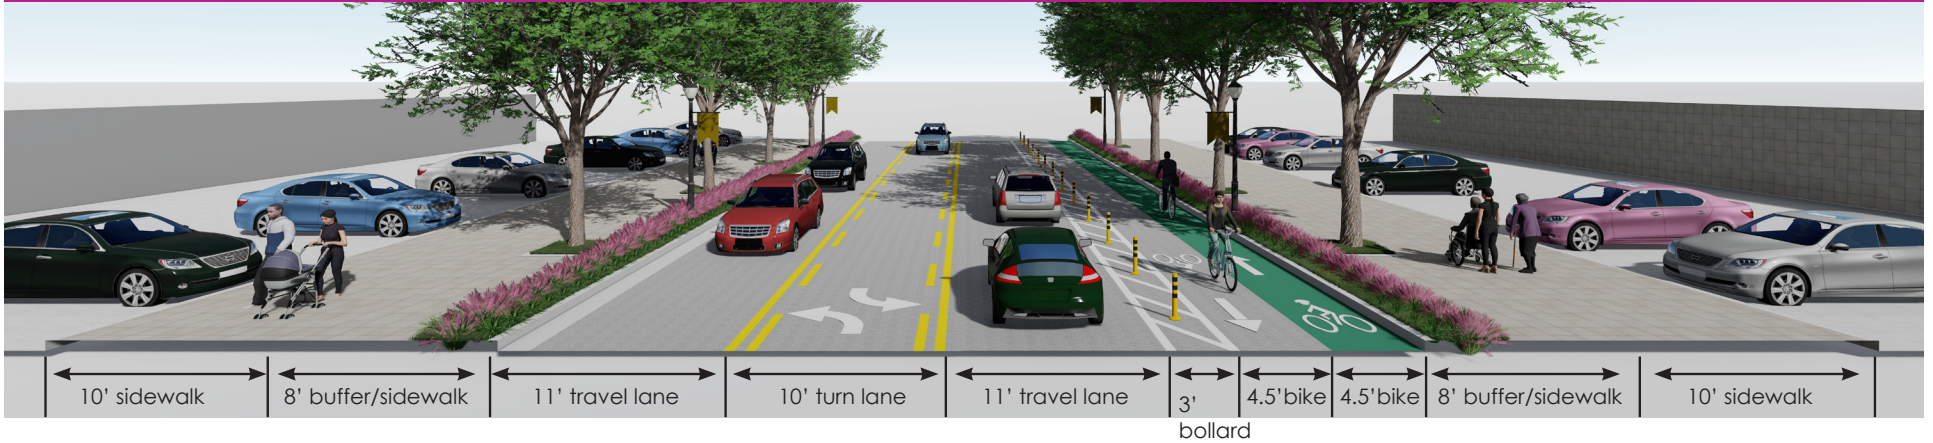 10’ sidewalk
8’ buffer/sidewalk
11’ travel lane
10’ turn lane
11’ travel lane
3’
bollard
4.5’bike
4.5’bike
8’ buffer/sidewalk
10’ sidewalk